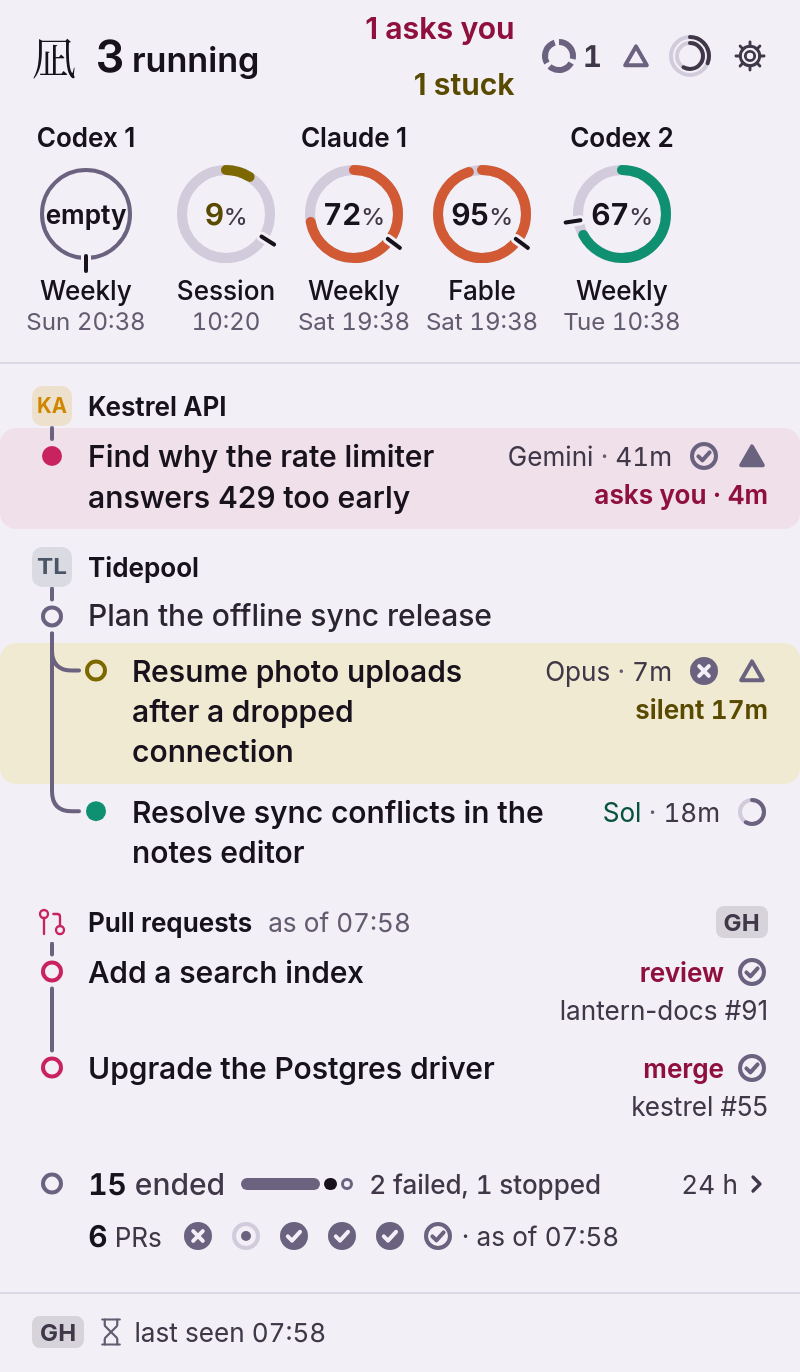 凪 3 running
1 asks you
1 stuck
1
Codex 1
Claude 1
Codex 2
empty
9%
72%
95%
67%
Weekly
Session
Weekly
Fable
Weekly
Sun 20:38
10:20
Sat 19:38
Sat 19:38
Tue 10:38
KA Kestrel API
Find why the rate limiter
answers 429 too early
Gemini · 41m
asks you · 4m
TL Tidepool
Plan the offline sync release
Resume photo uploads
after a dropped
connection
Opus · 7m
silent 17m
Resolve sync conflicts in the
notes editor
Sol · 18m
Pull requests as of 07:58 GH
Add a search index
review
lantern-docs #91
Upgrade the Postgres driver
merge
kestrel #55
15 ended 2 failed, 1 stopped 24 h
6 PRs · as of 07:58
GH last seen 07:58